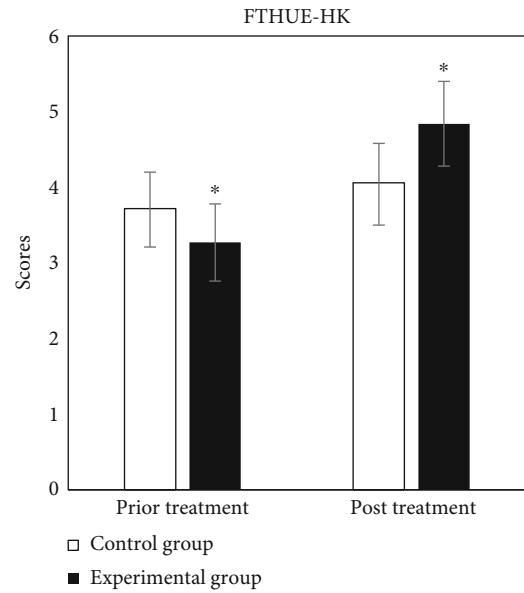 FTHUE-HK
6
5
4
3
2
1
0
Scores
*
*
Prior treatment
Post treatment
Control group
Experimental group